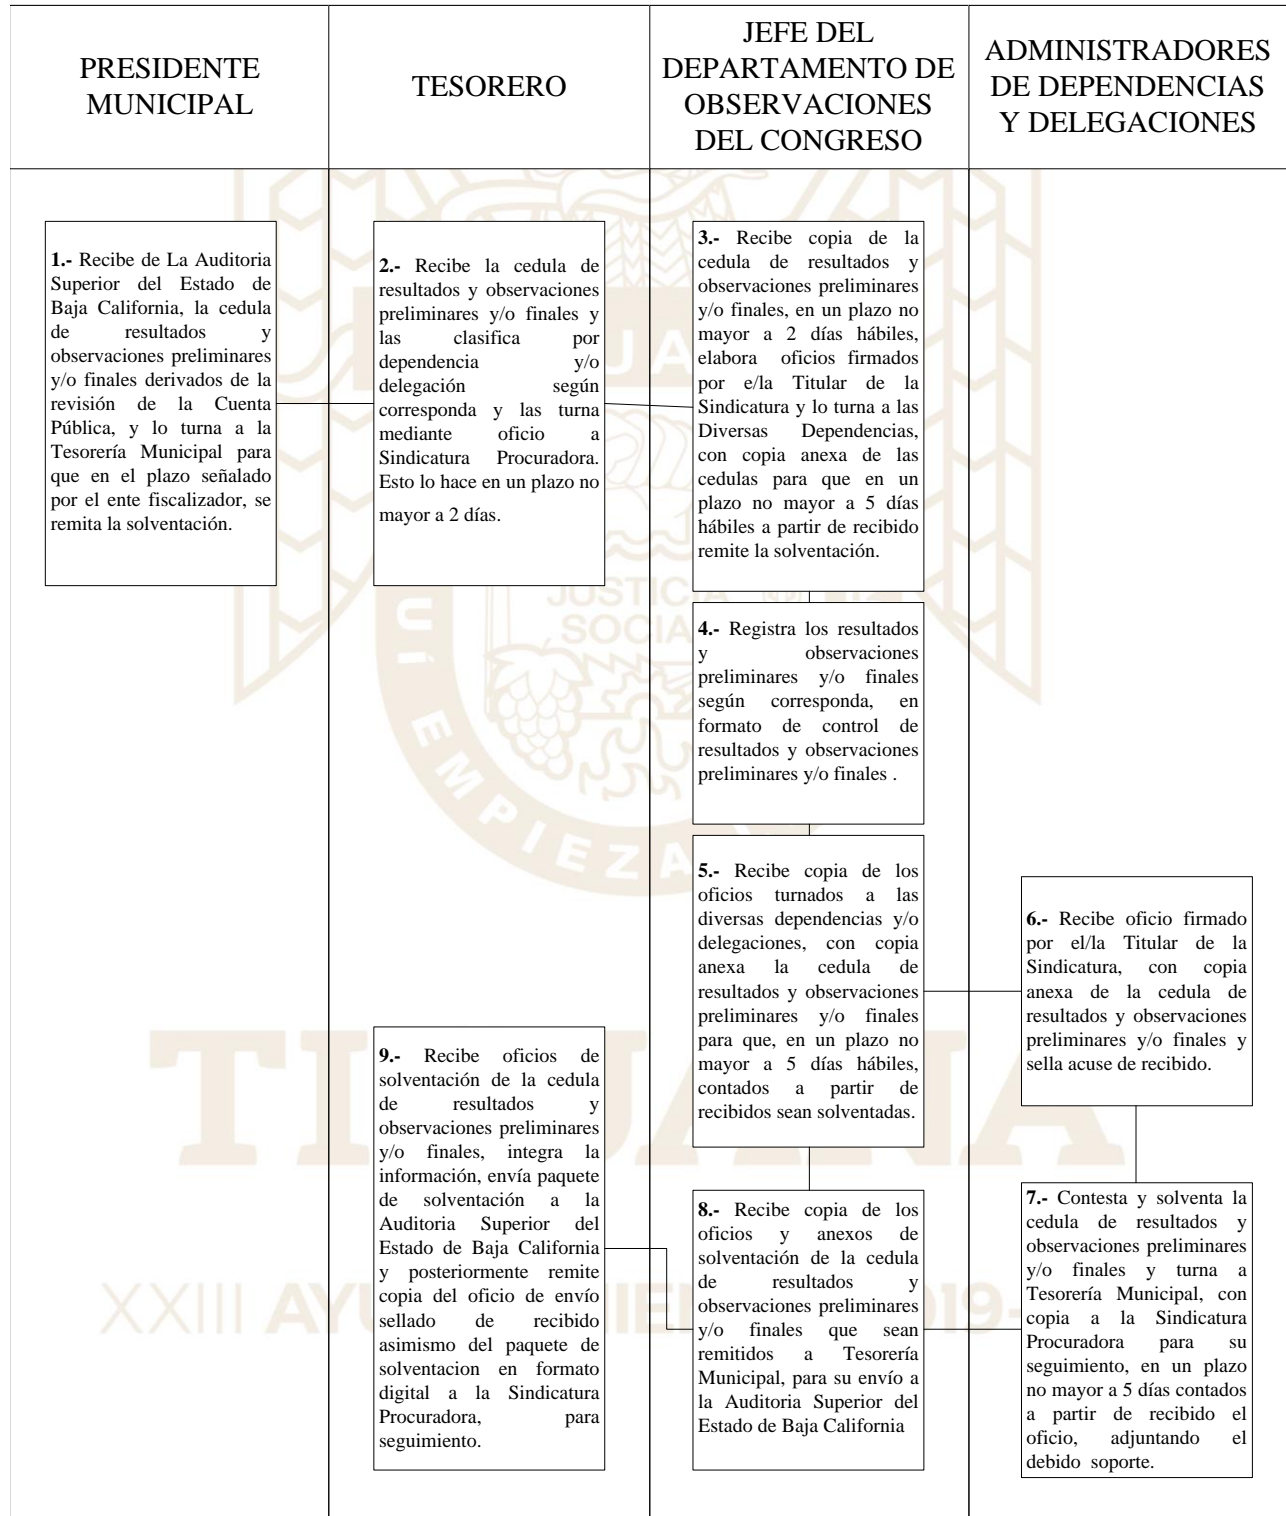 PRESIDENTE
MUNICIPAL
TESORERO
JEFE DEL
DEPARTAMENTO DE
OBSERVACIONES
DEL CONGRESO
ADMINISTRADORES
DE DEPENDENCIAS
Y DELEGACIONES
1.- Recibe de La Auditoria
Superior del Estado de
Baja California, la cedula
de resultados y
observaciones preliminares
y/o finales derivados de la
revisión de la Cuenta
Pública, y lo turna a la
Tesorería Municipal para
que en el plazo señalado
por el ente fiscalizador, se
remita la solventación.
2.- Recibe la cedula de
resultados y observaciones
preliminares y/o finales y
las clasifica por
dependencia y/o
delegación según
corresponda y las turna
mediante oficio a
Sindicatura Procuradora.
Esto lo hace en un plazo no
mayor a 2 días.
3.- Recibe copia de la
cedula de resultados y
observaciones preliminares
y/o finales, en un plazo no
mayor a 2 días hábiles,
elabora oficios firmados
por e/la Titular de la
Sindicatura y lo turna a las
Diversas Dependencias,
con copia anexa de las
cedulas para que en un
plazo no mayor a 5 días
hábiles a partir de recibido
remite la solventación.
4.- Registra los resultados
y observaciones
preliminares y/o finales
según corresponda, en
formato de control de
resultados y observaciones
preliminares y/o finales .
5.- Recibe copia de los
oficios turnados a las
diversas dependencias y/o
delegaciones, con copia
anexa la cedula de
resultados y observaciones
preliminares y/o finales
para que, en un plazo no
mayor a 5 días hábiles,
contados a partir de
recibidos sean solventadas.
6.- Recibe oficio firmado
por el/la Titular de la
Sindicatura, con copia
anexa de la cedula de
resultados y observaciones
preliminares y/o finales y
sella acuse de recibido.
7.- Contesta y solventa la
cedula de resultados y
observaciones preliminares
y/o finales y turna a
Tesorería Municipal, con
copia a la Sindicatura
Procuradora para su
seguimiento, en un plazo
no mayor a 5 días contados
a partir de recibido el
oficio, adjuntando el
debido soporte.
8.- Recibe copia de los
oficios y anexos de
solventación de la cedula
de resultados y
observaciones preliminares
y/o finales que sean
remitidos a Tesorería
Municipal, para su envío a
la Auditoria Superior del
Estado de Baja California
9.- Recibe oficios de
solventación de la cedula
de resultados y
observaciones preliminares
y/o finales, integra la
información, envía paquete
de solventación a la
Auditoria Superior del
Estado de Baja California
y posteriormente remite
copia del oficio de envío
sellado de recibido
asimismo del paquete de
solventacion en formato
digital a la Sindicatura
Procuradora, para
seguimiento.
JUSTICIA
XXIII